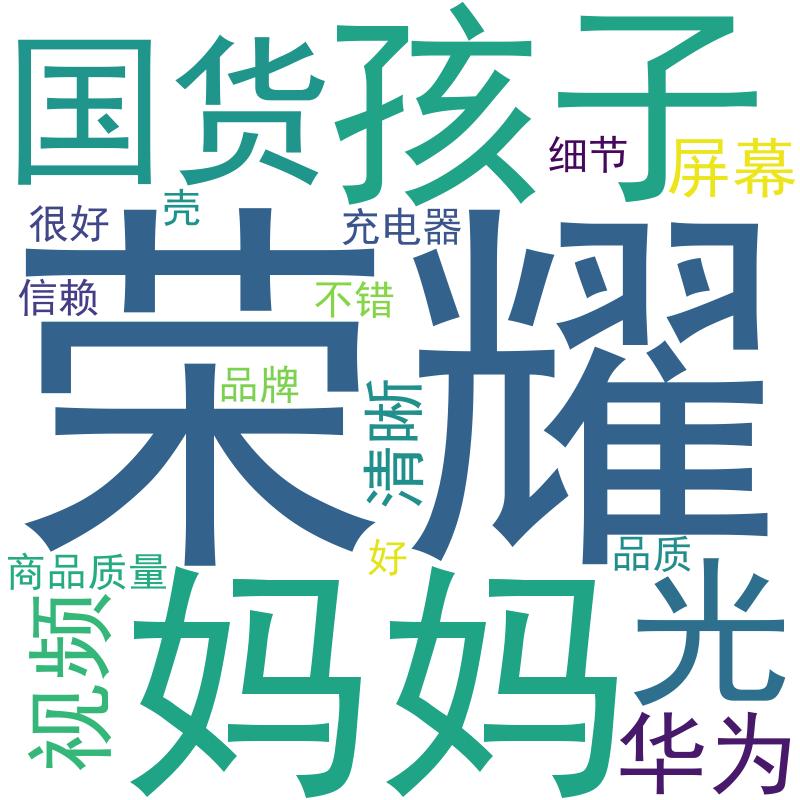 国货
孩子
细节
屏幕
很好
壳
充电器
信赖
不错
荣耀
品牌
清晰
好
品质
商品质量
视频
妈妈
光
华为